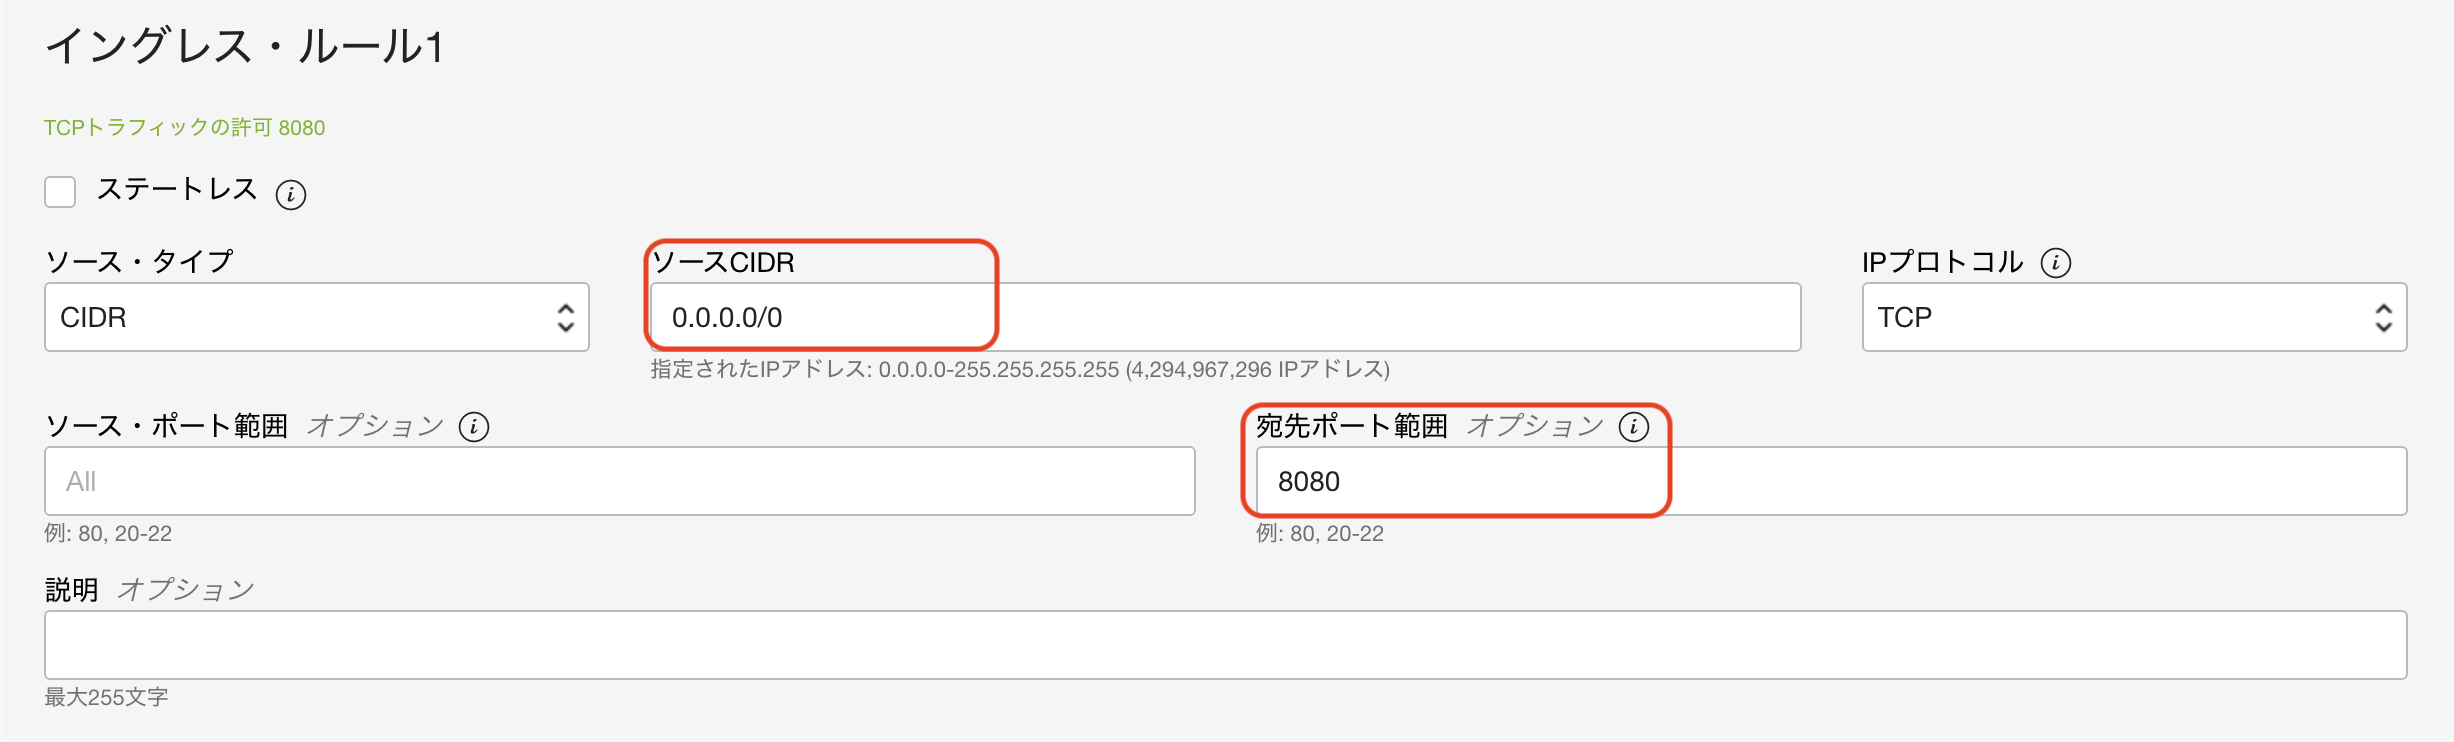 イングレス・ルール1
TCPトラフィックの許可 8080
ステートレス i
ソース・タイプ
ソースCIDR
IPプロトコル i
CIDR
0.0.0.0/0
TCP
指定されたIPアドレス: 0.0.0.0-255.255.255.255 (4,294,967,296 IPアドレス)
ソース・ポート範囲 オプション i
宛先ポート範囲 オプション i
All
8080
例: 80, 20-22
例: 80, 20-22
説明 オプション
最大255文字